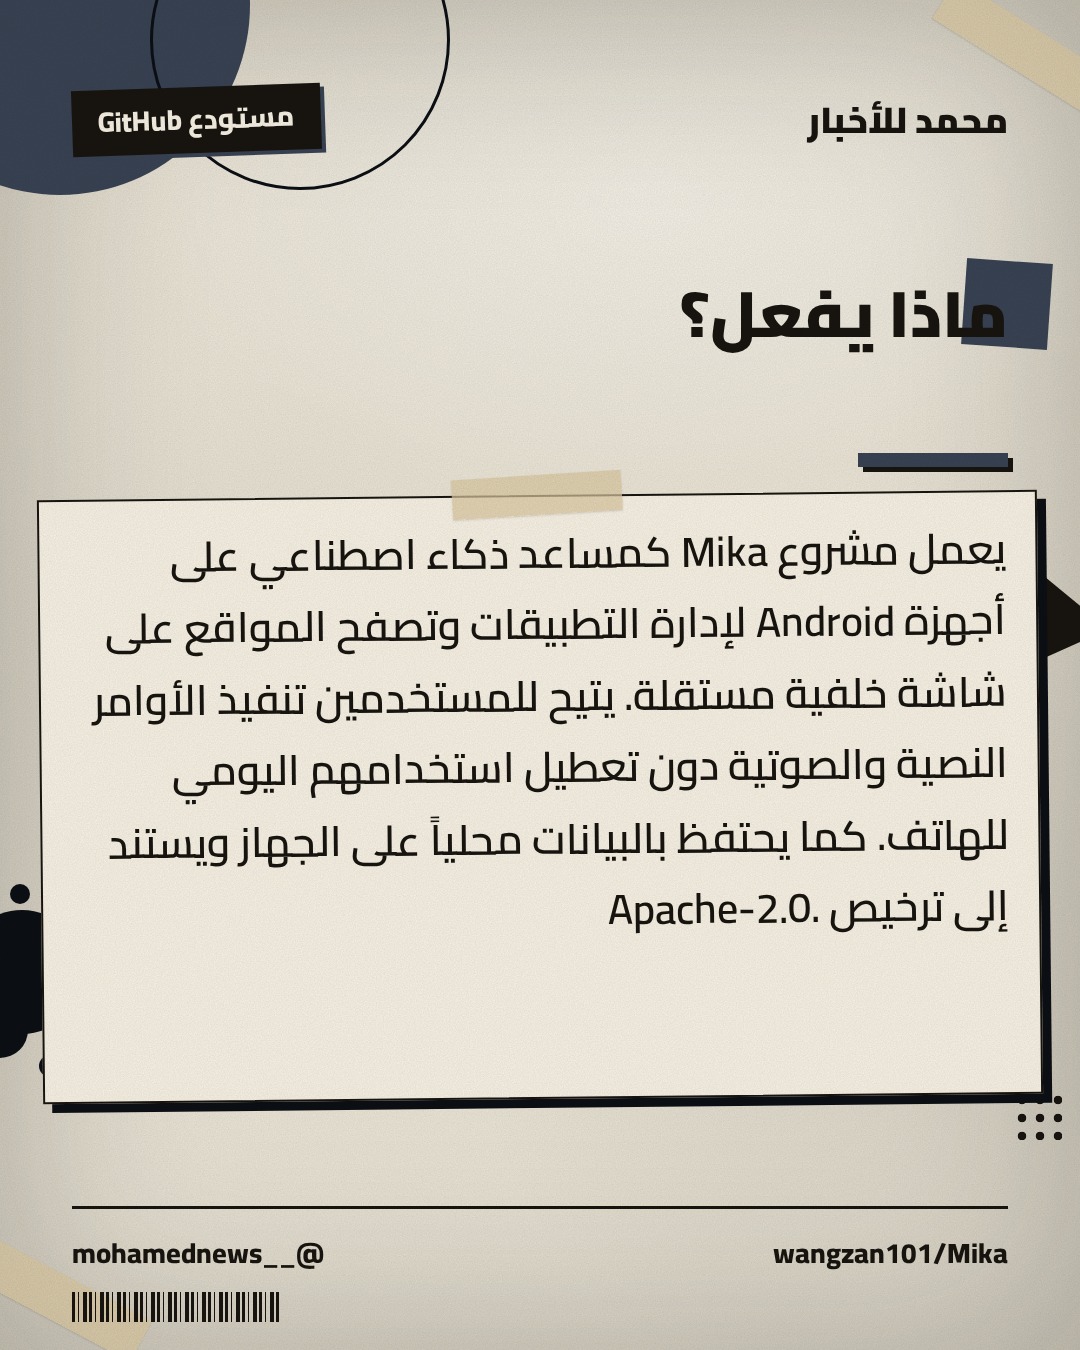 محمد للأخبار
مستودع GitHub
ماذا يفعل؟
يعمل مشروع Mika كمساعد ذكاء اصطناعي على
أجهزة Android لإدارة التطبيقات وتصفح المواقع على
شاشة خلفية مستقلة. يتيح للمستخدمين تنفيذ الأوامر
النصية والصوتية دون تعطيل استخدامهم اليومي
للهاتف. كما يحتفظ بالبيانات محلياً على الجهاز ويستند
إلى ترخيص Apache-2.0.
wangzan101/Mika
mohamednews__@